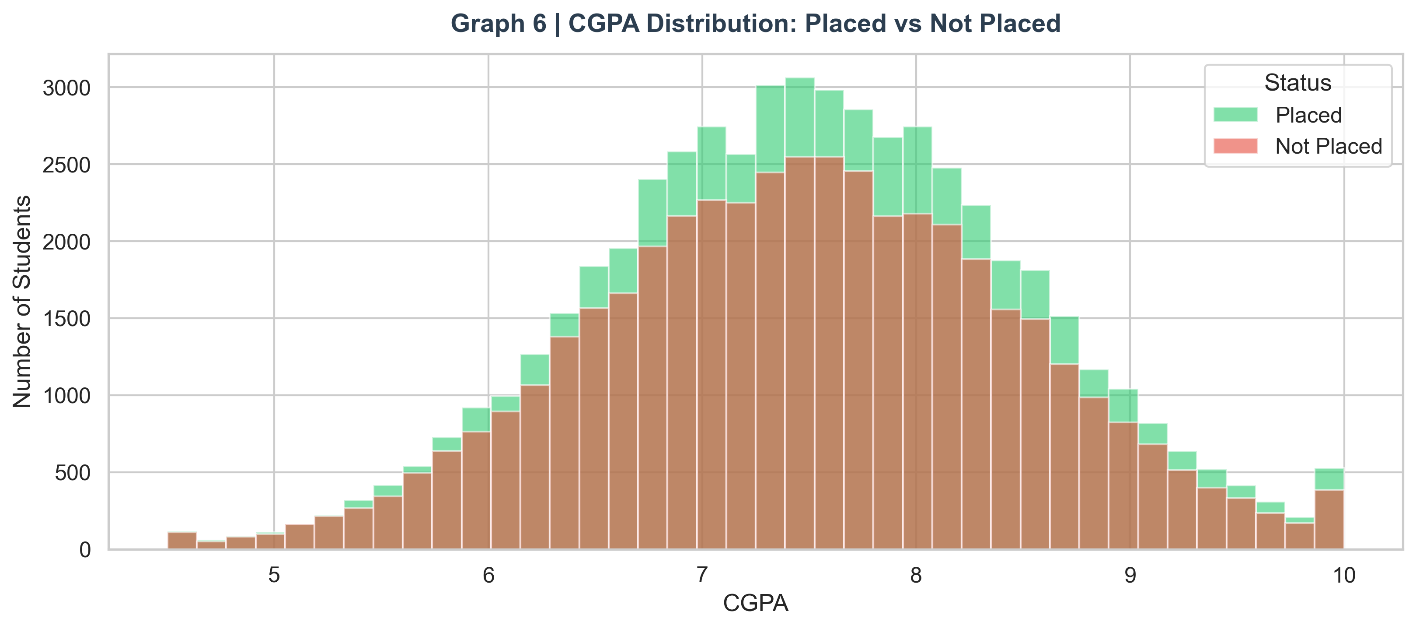 Graph 6 | CGPA Distribution: Placed vs Not Placed
Status
Placed
Not Placed
Number of Students
3000
2500
2000
1500
1000
500
0
5 6 7 8 9 10
CGPA